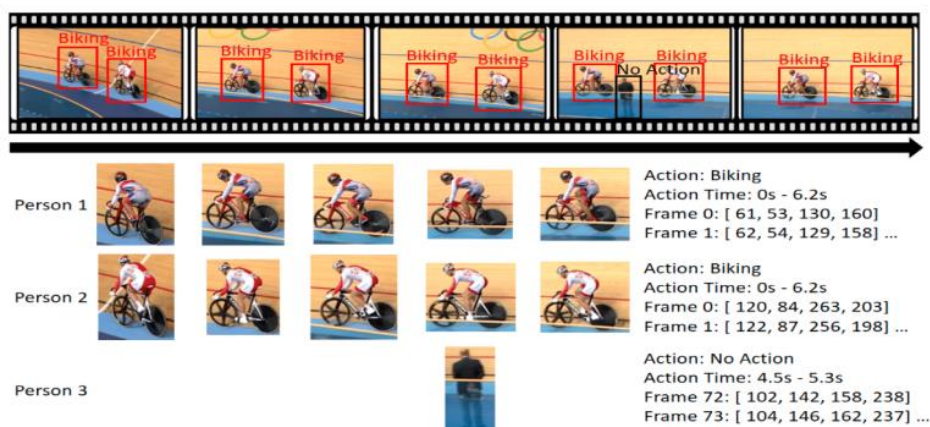 Biking
Biking
Biking
Biking
Biking
Biking
Biking
Biking
No Action
Biking
Biking
Person 1
Action: Biking
Action Time: 0s - 6.2s
Frame 0: [ 61, 53, 130, 160]
Frame 1: [ 62, 54, 129, 158] ...
Person 2
Action: Biking
Action Time: 0s - 6.2s
Frame 0: [ 120, 84, 263, 203]
Frame 1: [ 122, 87, 256, 198] ...
Person 3
Action: No Action
Action Time: 4.5s - 5.3s
Frame 72: [ 102, 142, 158, 238]
Frame 73: [ 104, 146, 162, 237] ...